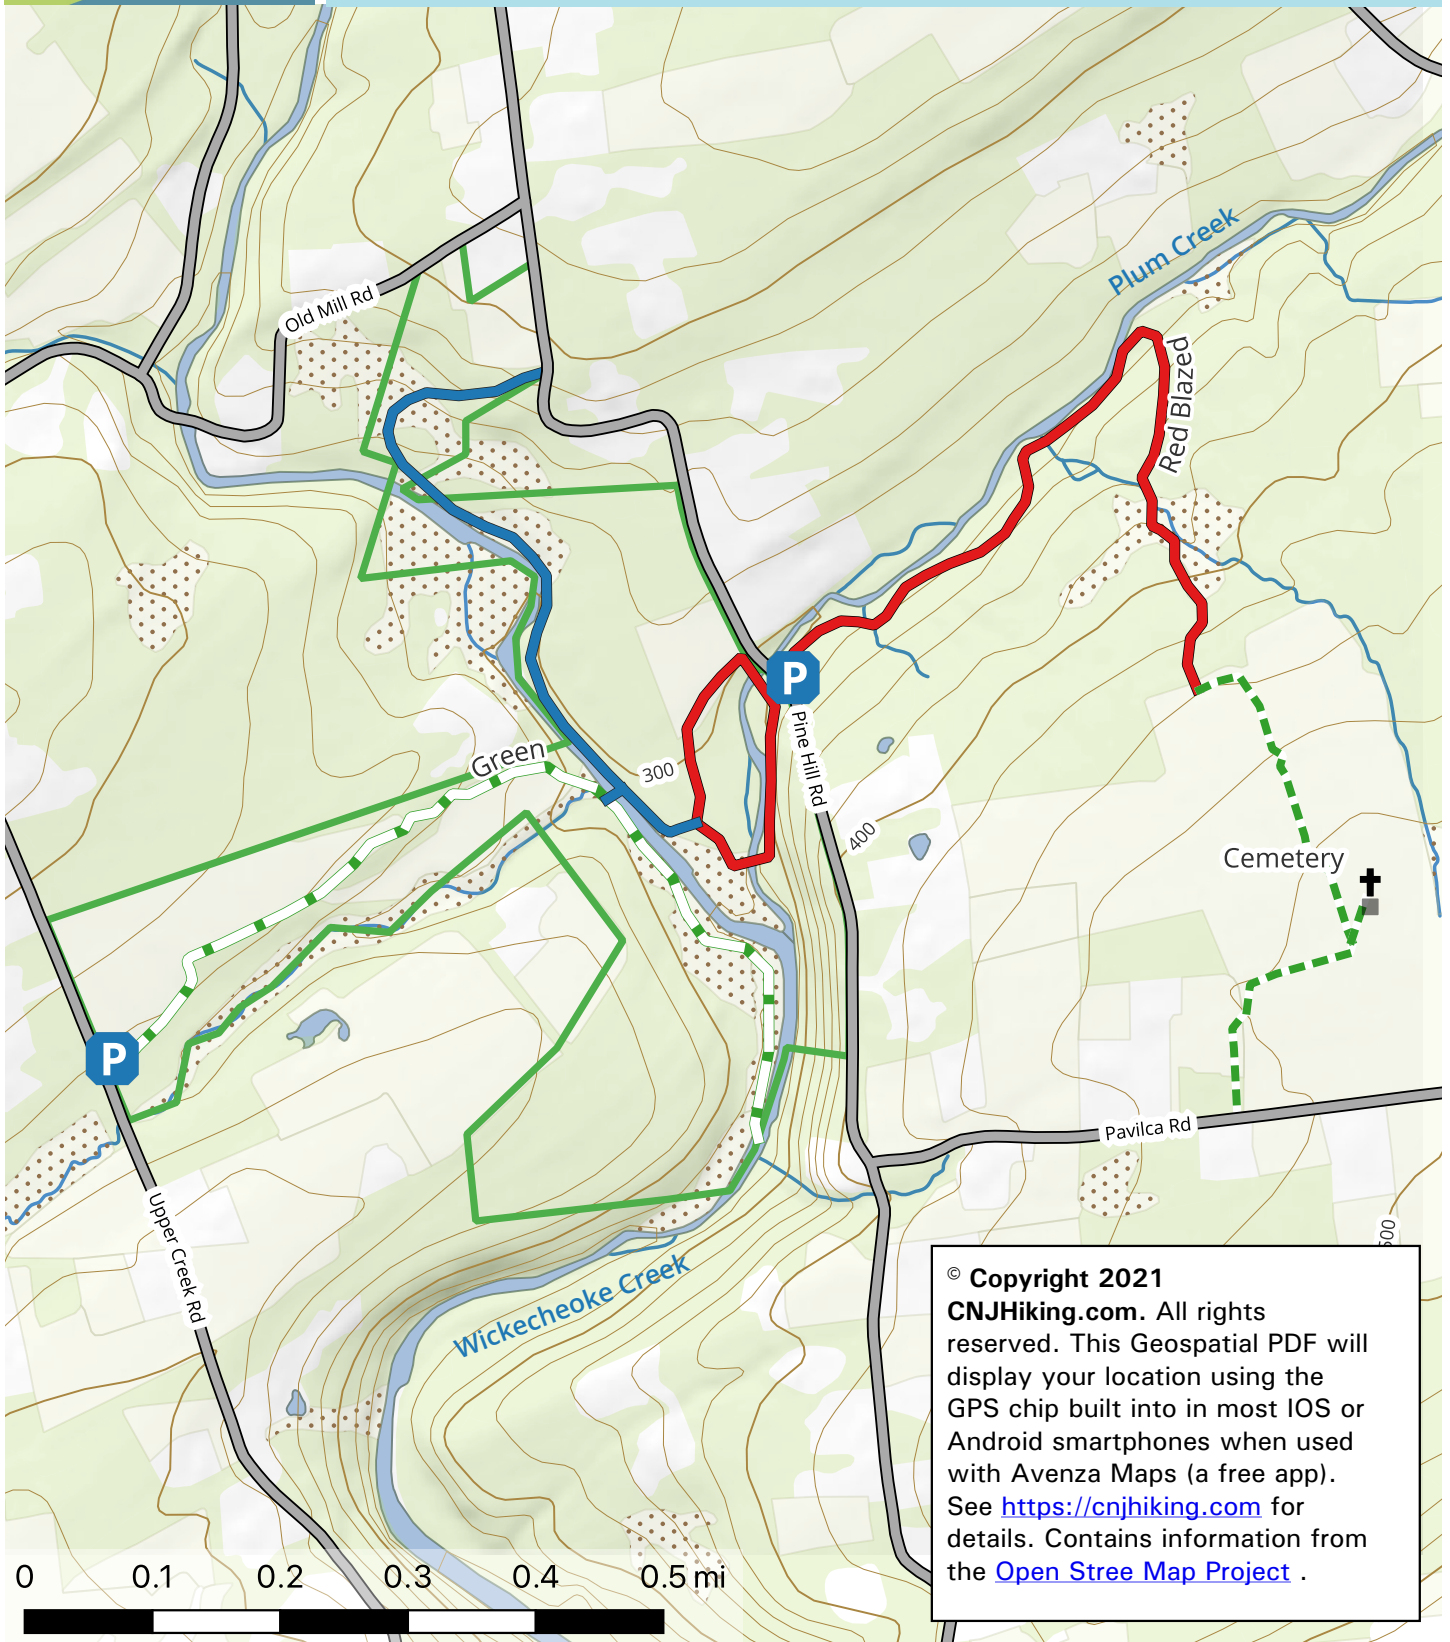 Plum Creek
Old Mill Rd
Red Blazed
P
Pine Hill Rd
Green
300
400
Cemetery
P
Pavilca Rd
Upper Creek Rd
500
Wickecheoke Creek
© Copyright 2021
CNJHiking.com. All rights
reserved. This Geospatial PDF will
display your location using the
GPS chip built into in most IOS or
Android smartphones when used
with Avenza Maps (a free app).
See https://cnjhiking.com for
details. Contains information from
the Open Stree Map Project .
0 0.1 0.2 0.3 0.4 0.5 mi